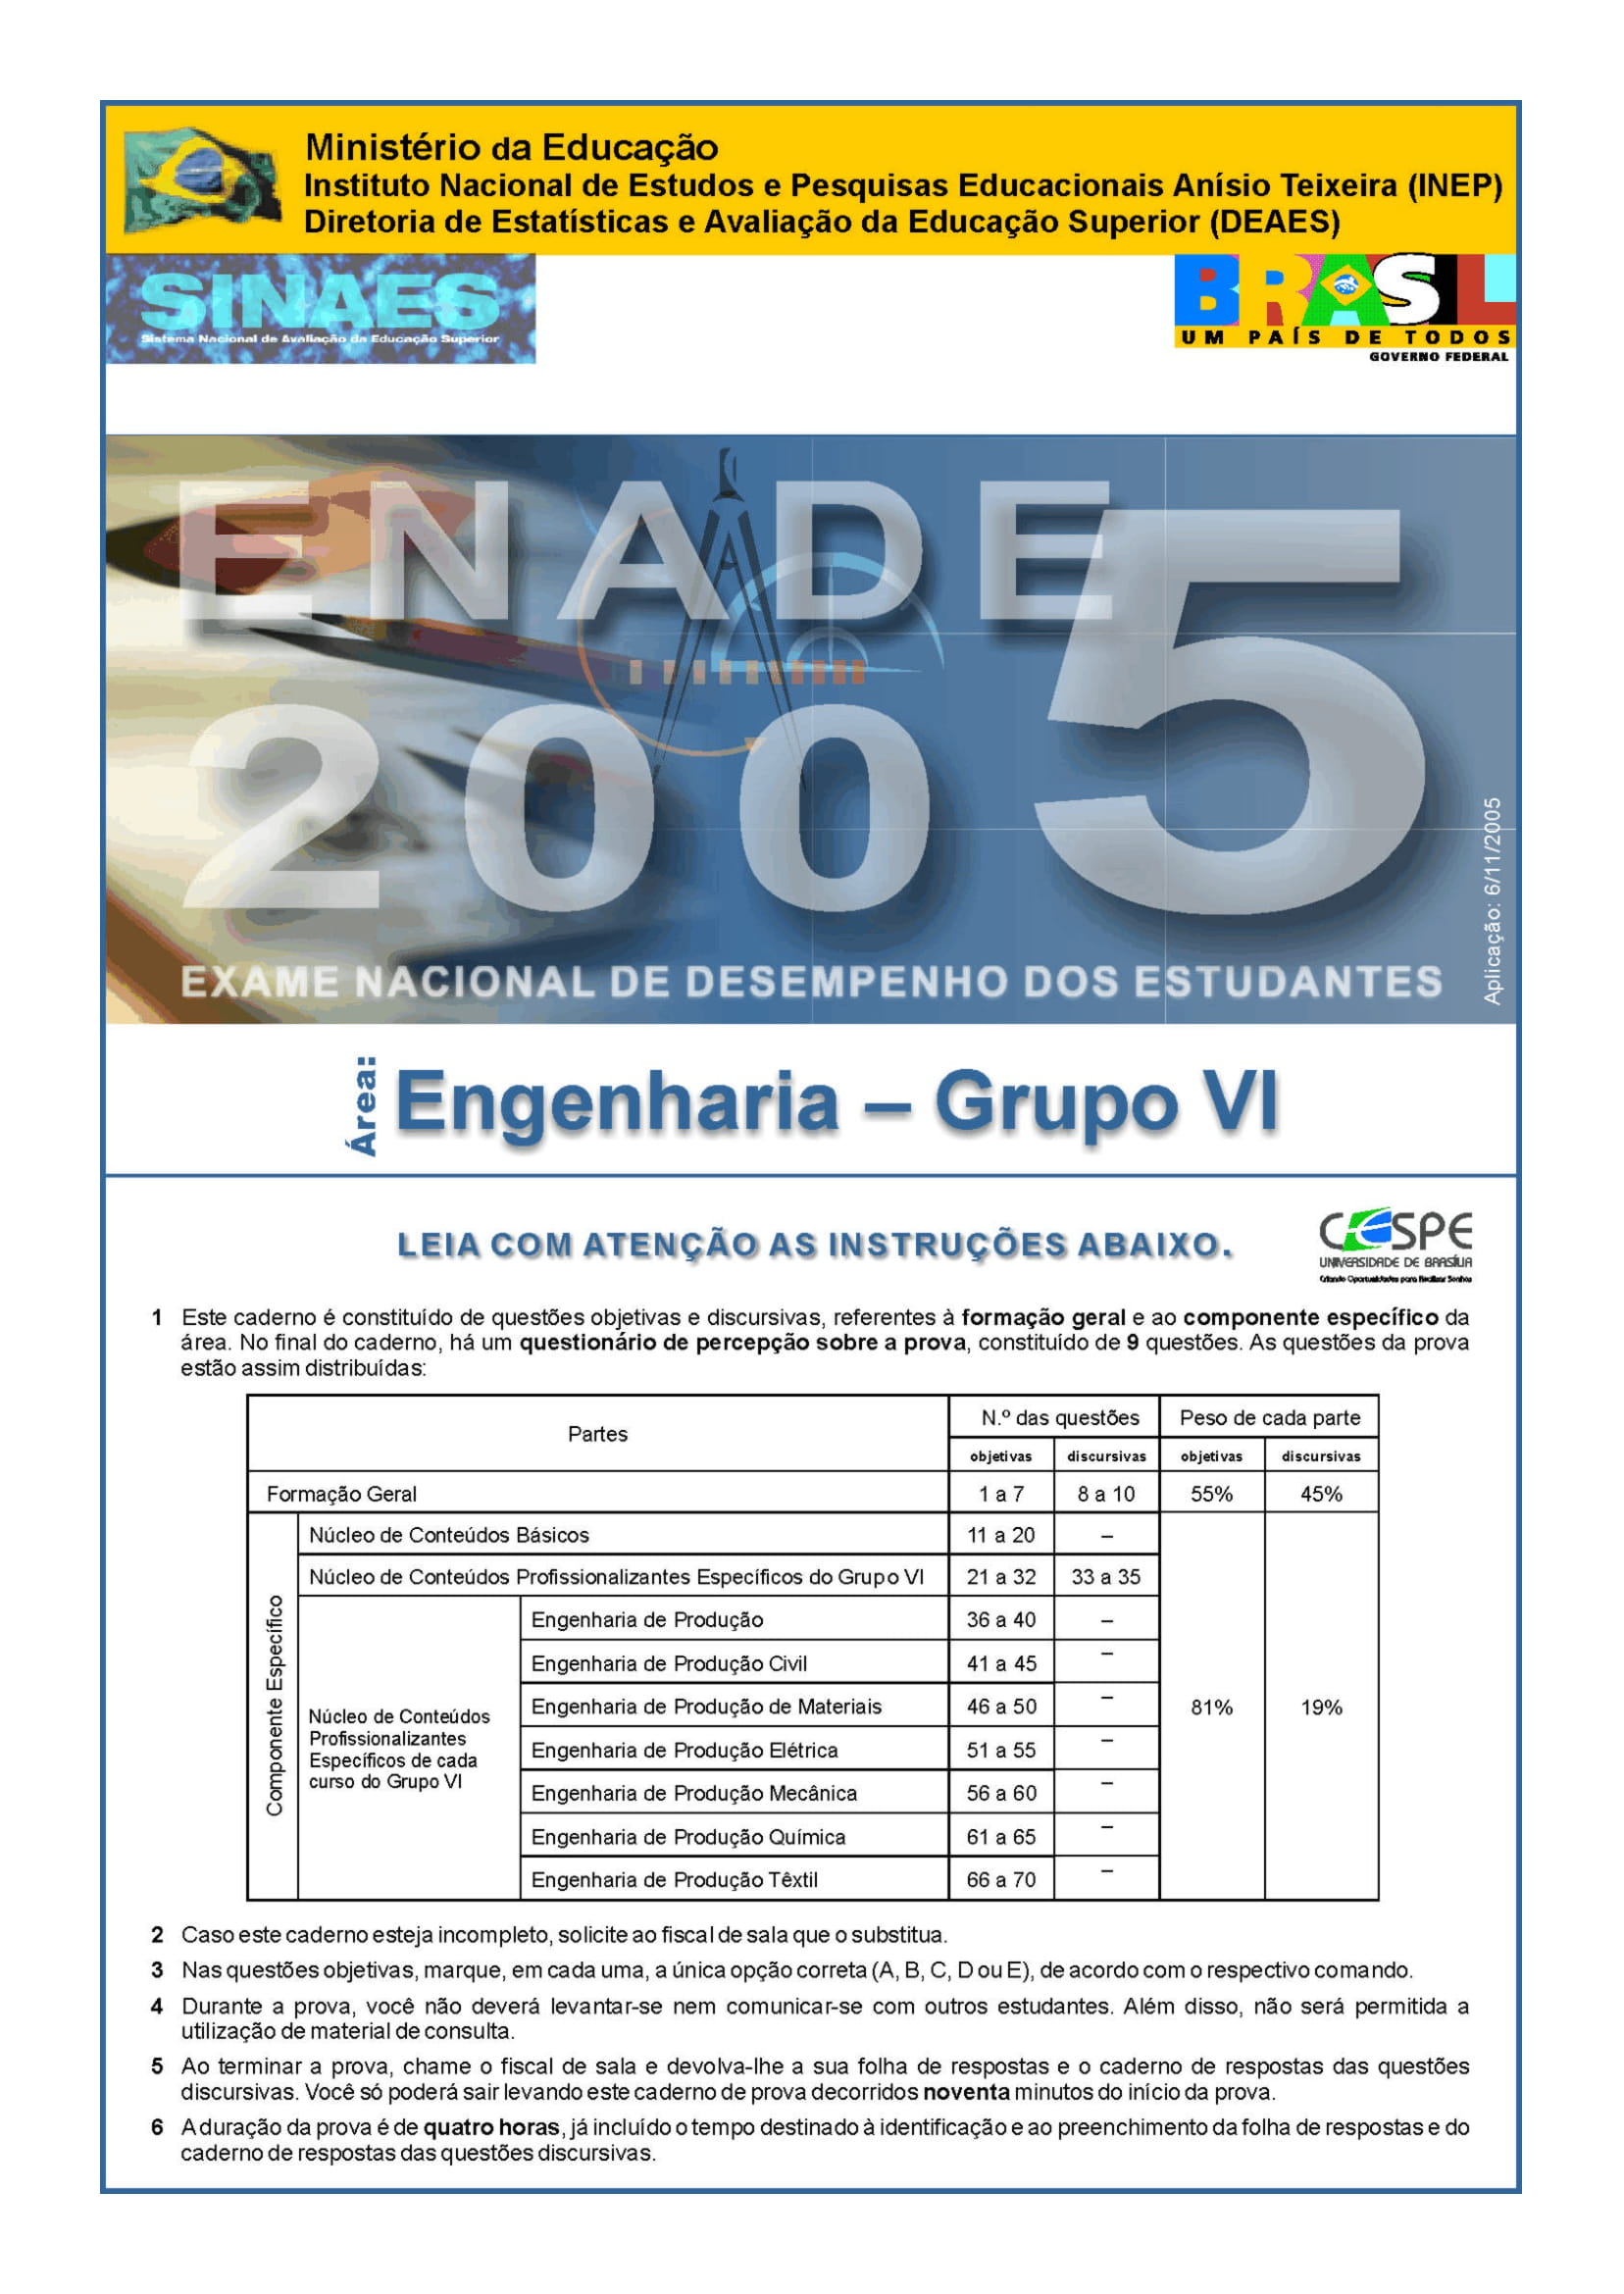 Ministério da Educação
Instituto Nacional de Estudos e Pesquisas Educacionais Anísio Teixeira (INEP)
Diretoria de Estatísticas e Avaliação da Educação Superior (DEAES)
SINAES
Sistema Nacional de Avaliação da Educação Superior
BRASIL
UM PAÍS DE TODOS
GOVERNO FEDERAL
ENADE
2005
Aplicação: 6/11/2005
EXAME NACIONAL DE DESEMPENHO DOS ESTUDANTES
Área: Engenharia – Grupo VI
LEIA COM ATENÇÃO AS INSTRUÇÕES ABAIXO.
CESPE
UNIVERSIDADE DE BRASÍLIA
Criando Oportunidades para Realizar Sonhos
1 Este caderno é constituído de questões objetivas e discursivas, referentes à formação geral e ao componente específico da
área. No final do caderno, há um questionário de percepção sobre a prova, constituído de 9 questões. As questões da prova
estão assim distribuídas:
Partes N.º das questões Peso de cada parte
objetivas discursivas objetivas discursivas
Formação Geral 1 a 7 8 a 10 55% 45%
Componente Específico
Núcleo de Conteúdos Básicos 11 a 20 –
Núcleo de Conteúdos Profissionalizantes Específicos do Grupo VI 21 a 32 33 a 35
Núcleo de Conteúdos
Profissionalizantes
Específicos de cada
curso do Grupo VI
Engenharia de Produção 36 a 40 –
Engenharia de Produção Civil 41 a 45 –
Engenharia de Produção de Materiais 46 a 50 – 81% 19%
Engenharia de Produção Elétrica 51 a 55 –
Engenharia de Produção Mecânica 56 a 60 –
Engenharia de Produção Química 61 a 65 –
Engenharia de Produção Têxtil 66 a 70 –
2 Caso este caderno esteja incompleto, solicite ao fiscal de sala que o substitua.
3 Nas questões objetivas, marque, em cada uma, a única opção correta (A, B, C, D ou E), de acordo com o respectivo comando.
4 Durante a prova, você não deverá levantar-se nem comunicar-se com outros estudantes. Além disso, não será permitida a
utilização de material de consulta.
5 Ao terminar a prova, chame o fiscal de sala e devolva-lhe a sua folha de respostas e o caderno de respostas das questões
discursivas. Você só poderá sair levando este caderno de prova decorridos noventa minutos do início da prova.
6 A duração da prova é de quatro horas, já incluído o tempo destinado à identificação e ao preenchimento da folha de respostas e do
caderno de respostas das questões discursivas.